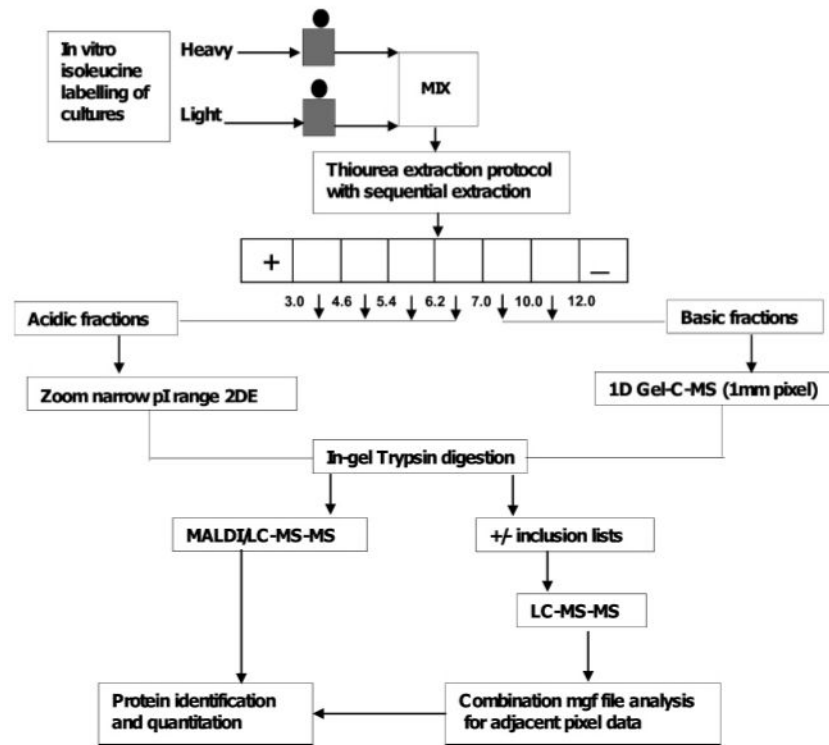 In vitro
isoleucine
labelling of
cultures
Heavy
Light
MIX
Thiourea extraction protocol
with sequential extraction
+ _
3.0 4.6 5.4 6.2 7.0 10.0 12.0
Acidic fractions
Basic fractions
Zoom narrow pI range 2DE
1D Gel-C-MS (1mm pixel)
In-gel Trypsin digestion
MALDI/LC-MS-MS
+/- inclusion lists
LC-MS-MS
Protein identification
and quantitation
Combination mgf file analysis
for adjacent pixel data